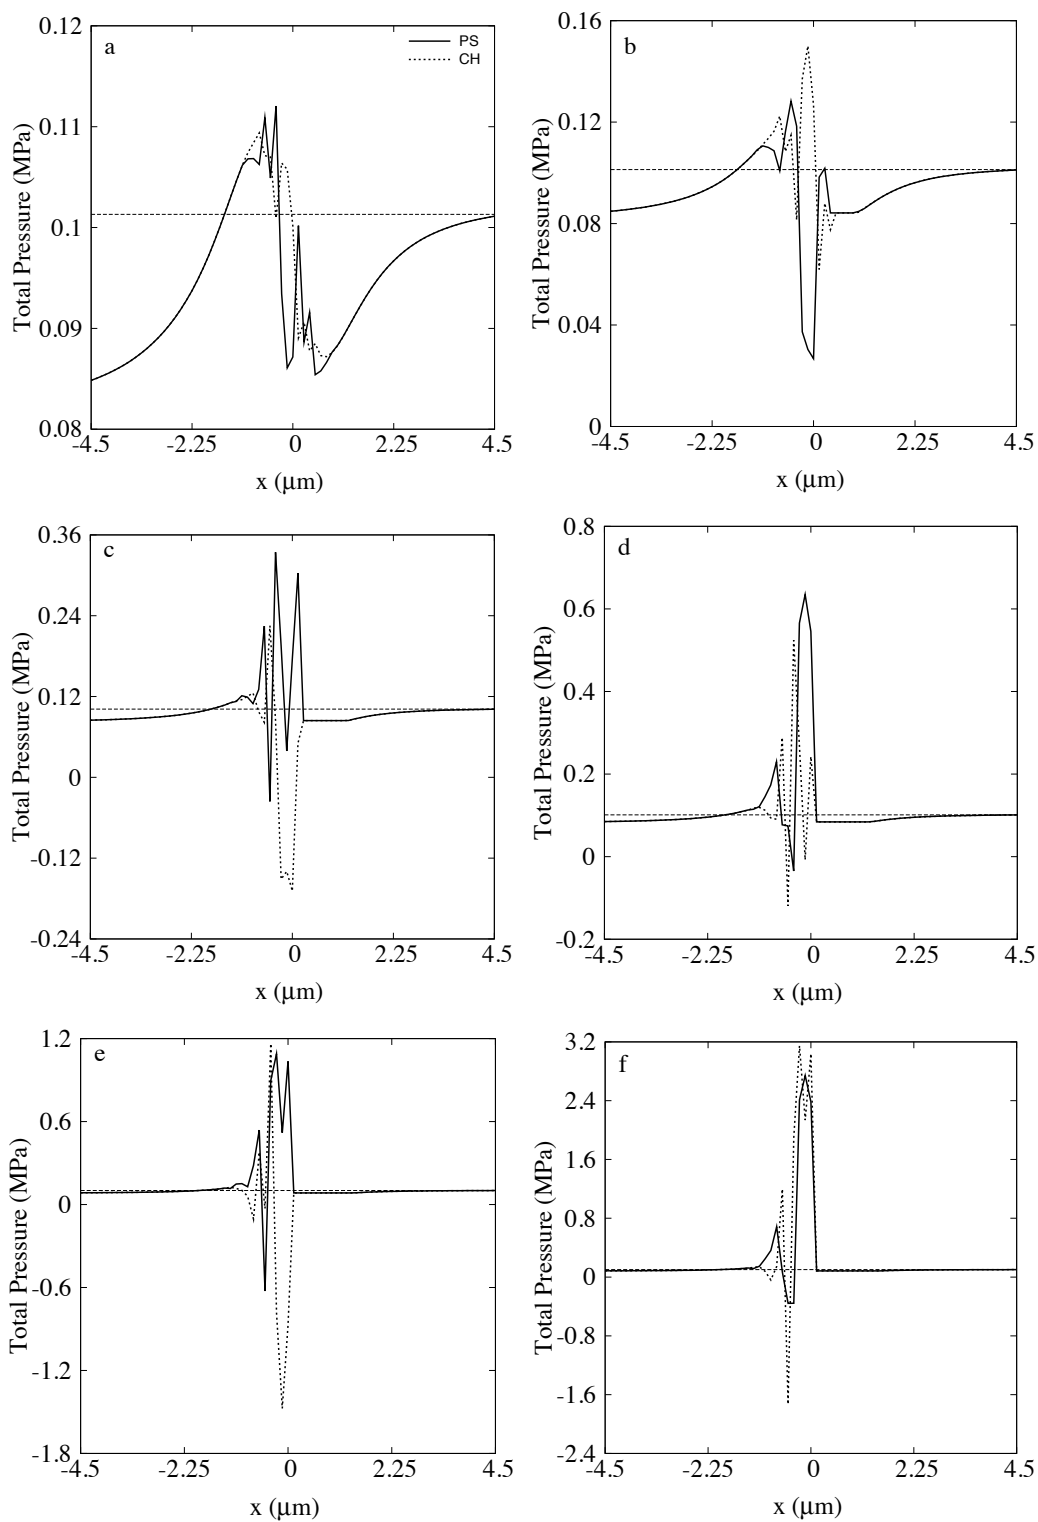 0.12
a
PS
CH
0.11
0.1
0.09
0.08
-4.5 -2.25 0 2.25 4.5
Total Pressure (MPa)
x (μm)
0.16
b
0.12
0.08
0.04
0
-4.5 -2.25 0 2.25 4.5
Total Pressure (MPa)
x (μm)
0.36
c
0.24
0.12
0
-0.12
-0.24
-4.5 -2.25 0 2.25 4.5
Total Pressure (MPa)
x (μm)
0.8
d
0.6
0.4
0.2
0
-0.2
-4.5 -2.25 0 2.25 4.5
Total Pressure (MPa)
x (μm)
1.2
e
0.6
0
-0.6
-1.2
-1.8
-4.5 -2.25 0 2.25 4.5
Total Pressure (MPa)
x (μm)
3.2
f
2.4
1.6
0.8
0
-0.8
-1.6
-2.4
-4.5 -2.25 0 2.25 4.5
Total Pressure (MPa)
x (μm)